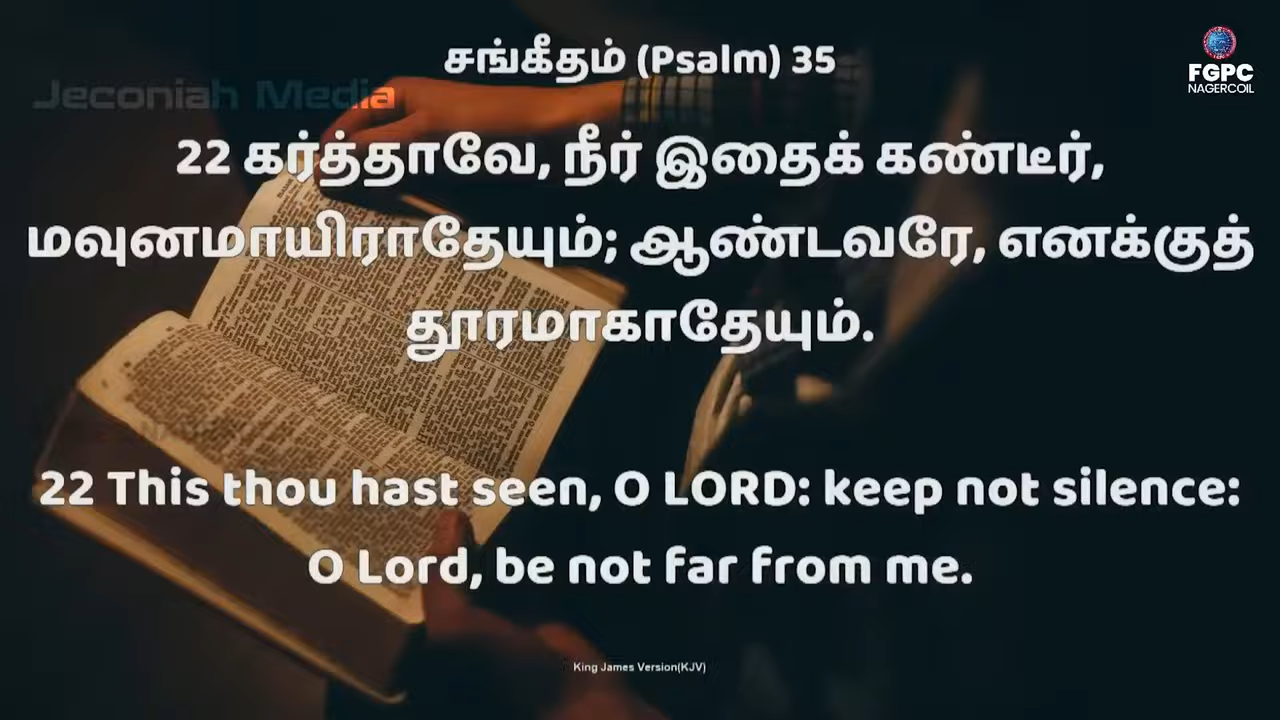 சங்கீதம் (Psalm) 35
FGPC
NAGERCOIL
Jeconiah Media
22 கர்த்தாவே, நீர் இதைக் கண்டீர்,
மவுனமாயிராதேயும்; ஆண்டவரே, எனக்குத்
தூரமாகாதேயும்.
22 This thou hast seen, O LORD: keep not silence:
O Lord, be not far from me.
King James Version(KJV)